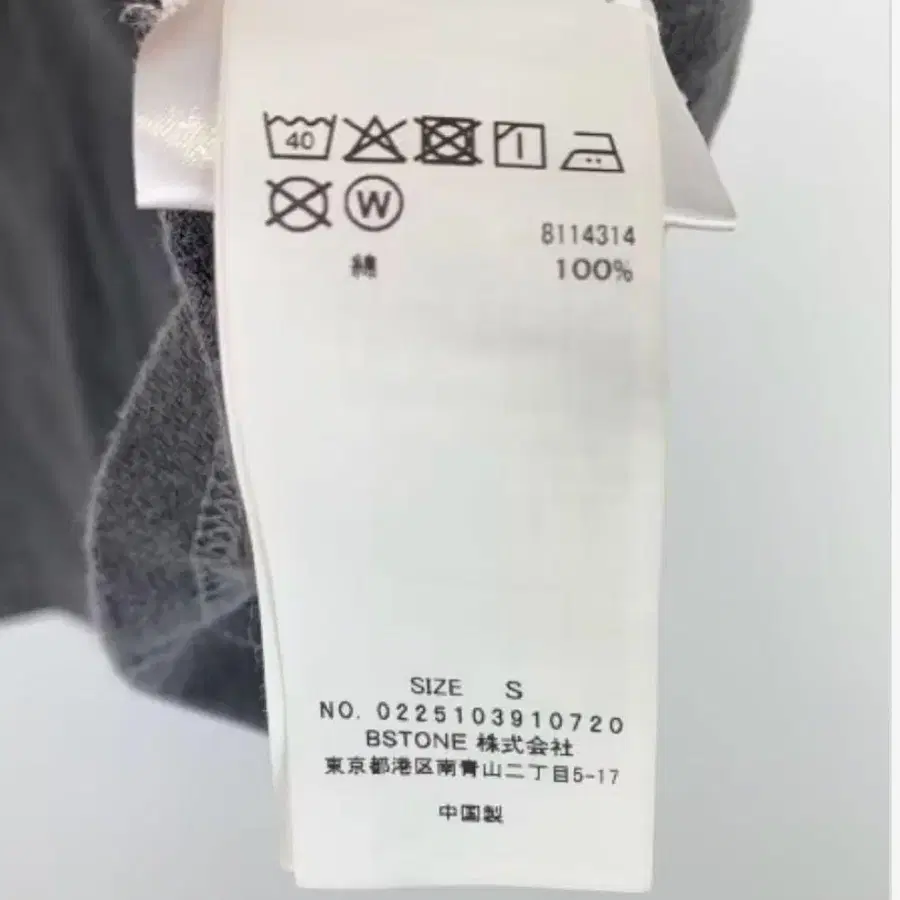 40
W
8114314
綿 100%
SIZE S
NO. 0225103910720
BSTONE 株式会社
東京都港区南青山二丁目5-17
中国製